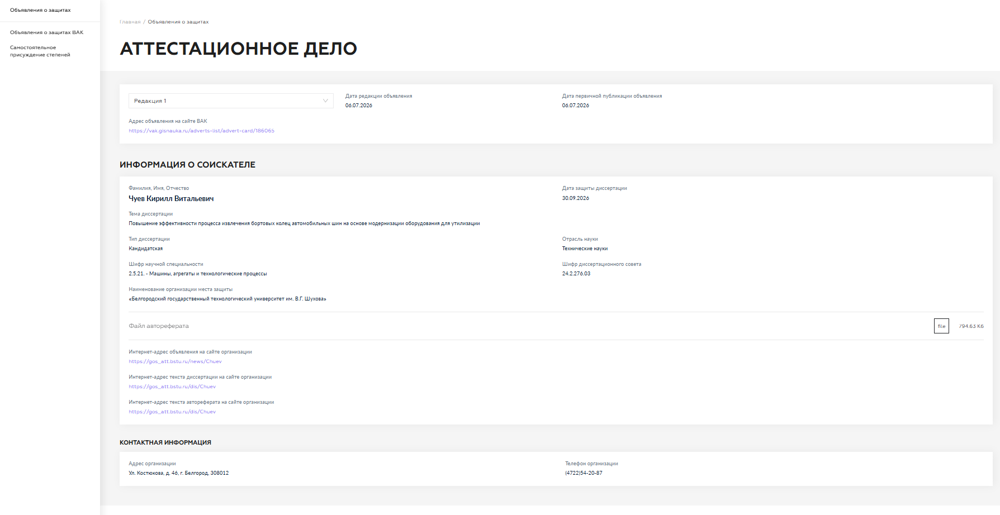 Объявления о защитах
Объявления о защитах ВАК
Самостоятельное
присуждение степеней
Главная / Объявления о защитах
АТТЕСТАЦИОННОЕ ДЕЛО
Редакция 1
Дата редакции объявления
06.07.2026
Дата первичной публикации объявления
06.07.2026
Адрес объявления на сайте ВАК
https://vak.gisnauka.ru/adverts-list/advert-card/186065
ИНФОРМАЦИЯ О СОИСКАТЕЛЕ
Фамилия, Имя, Отчество
Чуев Кирилл Витальевич
Дата защиты диссертации
30.09.2026
Тема диссертации
Повышение эффективности процесса извлечения бортовых колец автомобильных шин на основе модернизации оборудования для утилизации
Тип диссертации
Кандидатская
Отрасль науки
Технические науки
Шифр научной специальности
2.5.21. - Машины, агрегаты и технологические процессы
Шифр диссертационного совета
24.2.276.03
Наименование организации места защиты
«Белгородский государственный технологический университет им. В.Г. Шухова»
Файл автореферата
file
794.63 Кб
Интернет-адрес объявления на сайте организации
https://gos_att.bstu.ru/news/Chuev
Интернет-адрес текста диссертации на сайте организации
https://gos_att.bstu.ru/dis/Chuev
Интернет-адрес текста автореферата на сайте организации
https://gos_att.bstu.ru/dis/Chuev
КОНТАКТНАЯ ИНФОРМАЦИЯ
Адрес организации
Ул. Костюкова, д. 46, г. Белгород, 308012
Телефон организации
(4722)54-20-87